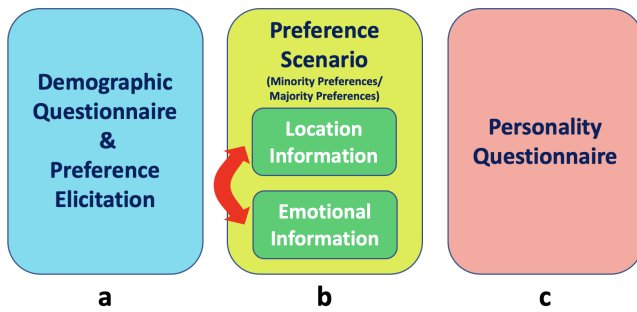 Demographic
Questionnaire
&
Preference
Elicitation
Preference
Scenario
(Minority Preferences/
Majority Preferences)
Location
Information
Emotional
Information
Personality
Questionnaire
a
b
c